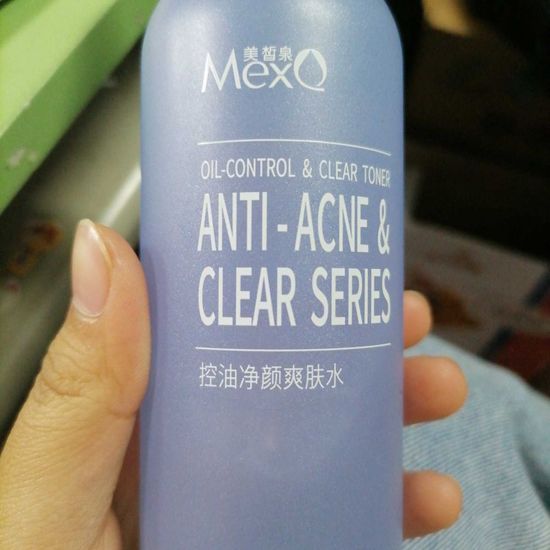 美皙泉
MexQ
OIL-CONTROL & CLEAR TONER
ANTI-ACNE &
CLEAR SERIES
控油净颜爽肤水